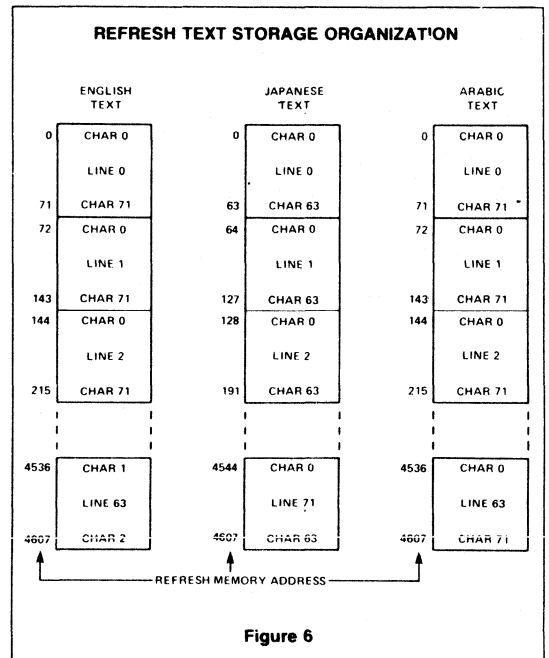 REFRESH TEXT STORAGE ORGANIZATION
ENGLISH TEXT
0 CHAR 0
LINE 0
71 CHAR 71
72 CHAR 0
LINE 1
143 CHAR 71
144 CHAR 0
LINE 2
215 CHAR 71
4536 CHAR 1
LINE 63
4607 CHAR 2
JAPANESE TEXT
0 CHAR 0
LINE 0
63 CHAR 63
64 CHAR 0
LINE 1
127 CHAR 63
128 CHAR 0
LINE 2
191 CHAR 63
4544 CHAR 0
LINE 71
4607 CHAR 63
ARABIC TEXT
0 CHAR 0
LINE 0
71 CHAR 71
72 CHAR 0
LINE 1
143 CHAR 71
144 CHAR 0
LINE 2
215 CHAR 71
4536 CHAR 0
LINE 63
4607 CHAR 71
REFRESH MEMORY ADDRESS
Figure 6